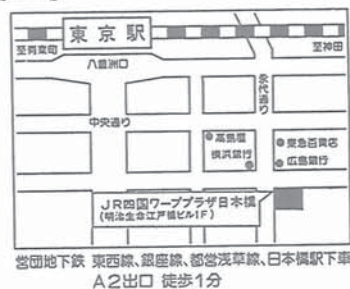 東京駅
至有楽町
至神田
八重洲口
永代通り
中央通り
高島屋
横浜銀行
東急百貨店
広島銀行
JR四国ワーププラザ日本橋
(明治生命江戸橋ビル1F)
営団地下鉄 東西線、銀座線、都営浅草線、日本橋駅下車
A2出口 徒歩1分